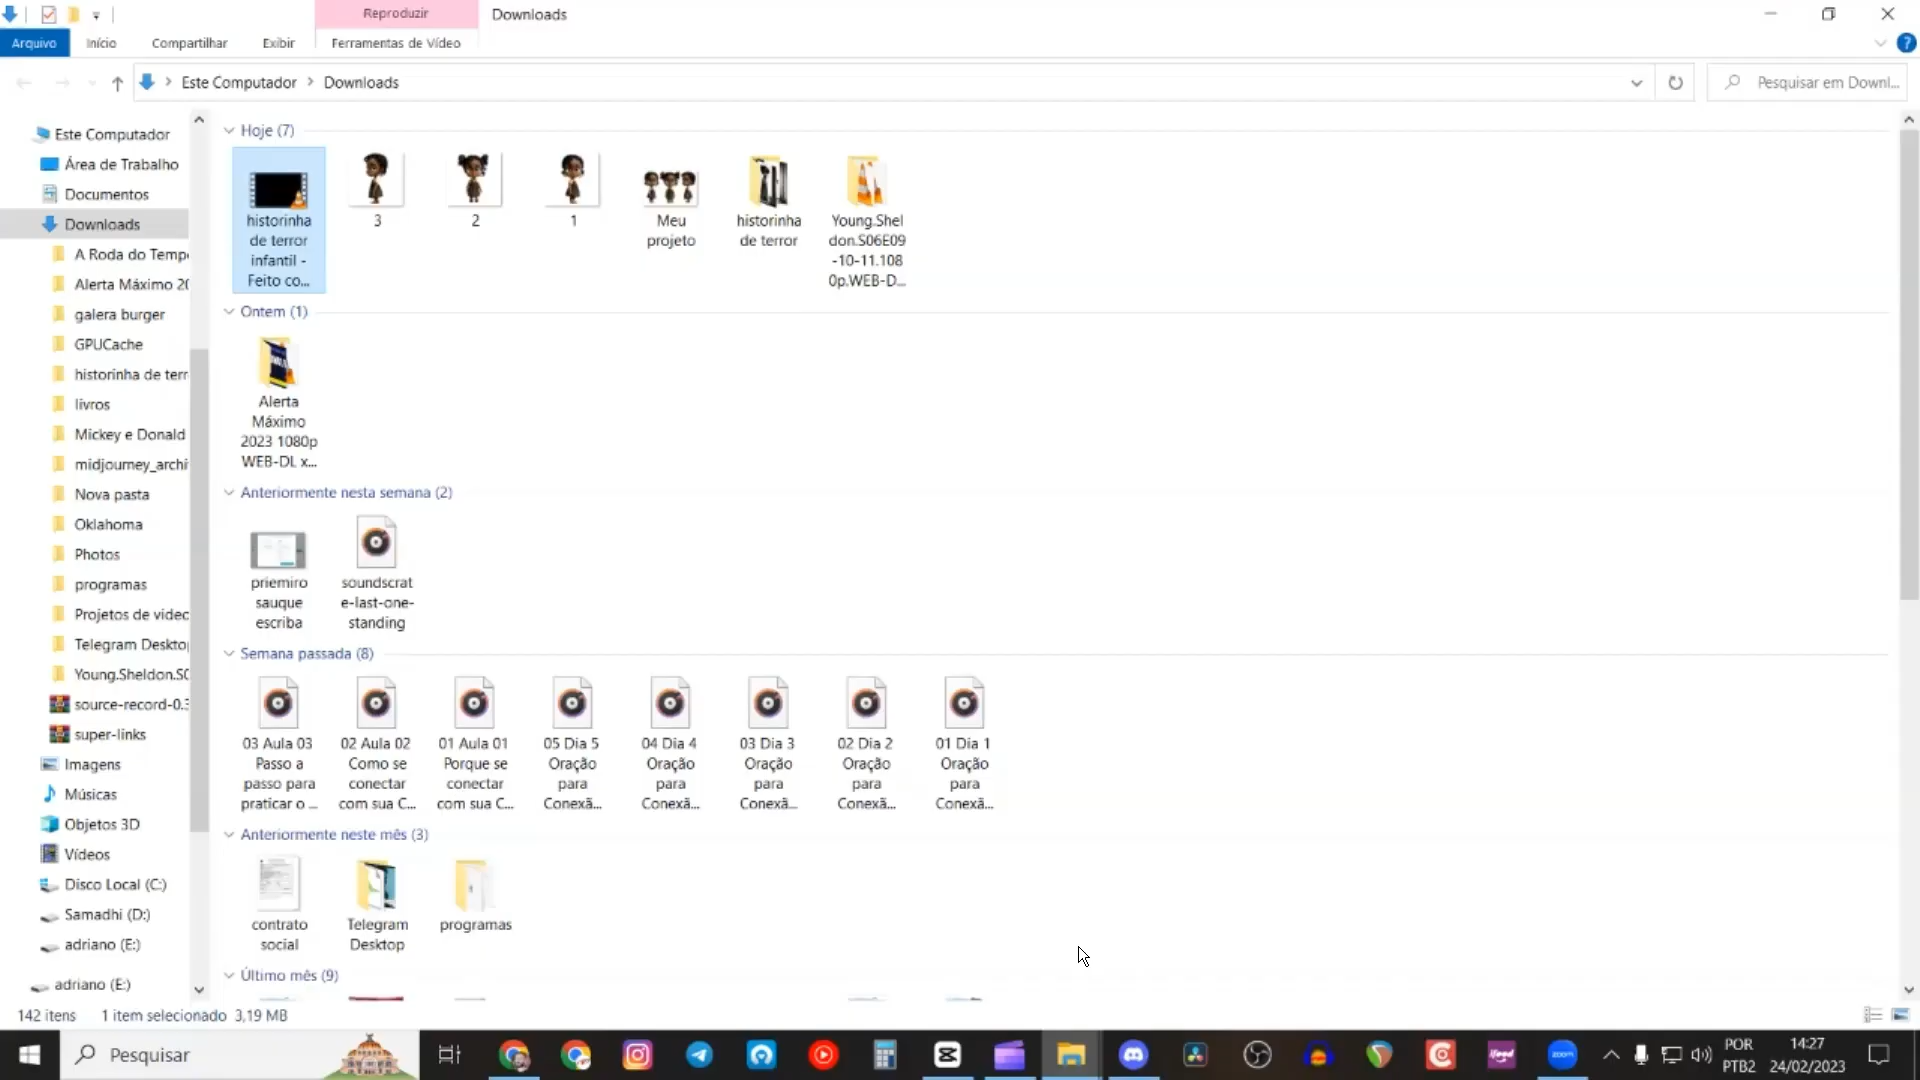 Reproduzir
Downloads
Arquivo
Início
Compartilhar
Exibir
Ferramentas de Vídeo
Este Computador
Downloads
Pesquisar em Downl...
Este Computador
Área de Trabalho
Documentos
Downloads
A Roda do Temp
Alerta Máximo 20
galera burger
GPUCache
historinha de terr
livros
Mickey e Donald
midjourney_archi
Nova pasta
Oklahoma
Photos
programas
Projetos de video
Telegram Deskto
Young.Sheldon.S0
source-record-0.3
super-links
Imagens
Músicas
Objetos 3D
Vídeos
Disco Local (C:)
Samadhi (D:)
adriano (E:)
adriano (E:)
Hoje (7)
historinha
de terror
infantil -
Feito co...
3
2
1
Meu
projeto
historinha
de terror
Young.Shel
don.S06E09
-10-11.108
0p.WEB-D...
Ontem (1)
Alerta
Máximo
2023 1080p
WEB-DL x...
Anteriormente nesta semana (2)
priemiro
sauque
escriba
soundscrat
e-last-one-
standing
Semana passada (8)
03 Aula 03
Passo a
passo para
praticar o ...
02 Aula 02
Como se
conectar
com sua C...
01 Aula 01
Porque se
conectar
com sua C...
05 Dia 5
Oração
para
Conexã...
04 Dia 4
Oração
para
Conexã...
03 Dia 3
Oração
para
Conexã...
02 Dia 2
Oração
para
Conexã...
01 Dia 1
Oração
para
Conexã...
Anteriormente neste mês (3)
contrato
social
Telegram
Desktop
programas
Último mês (9)
142 itens
1 item selecionado 3,19 MB
Pesquisar
ifood
zoom
POR
PTB2
14:27
24/02/2023